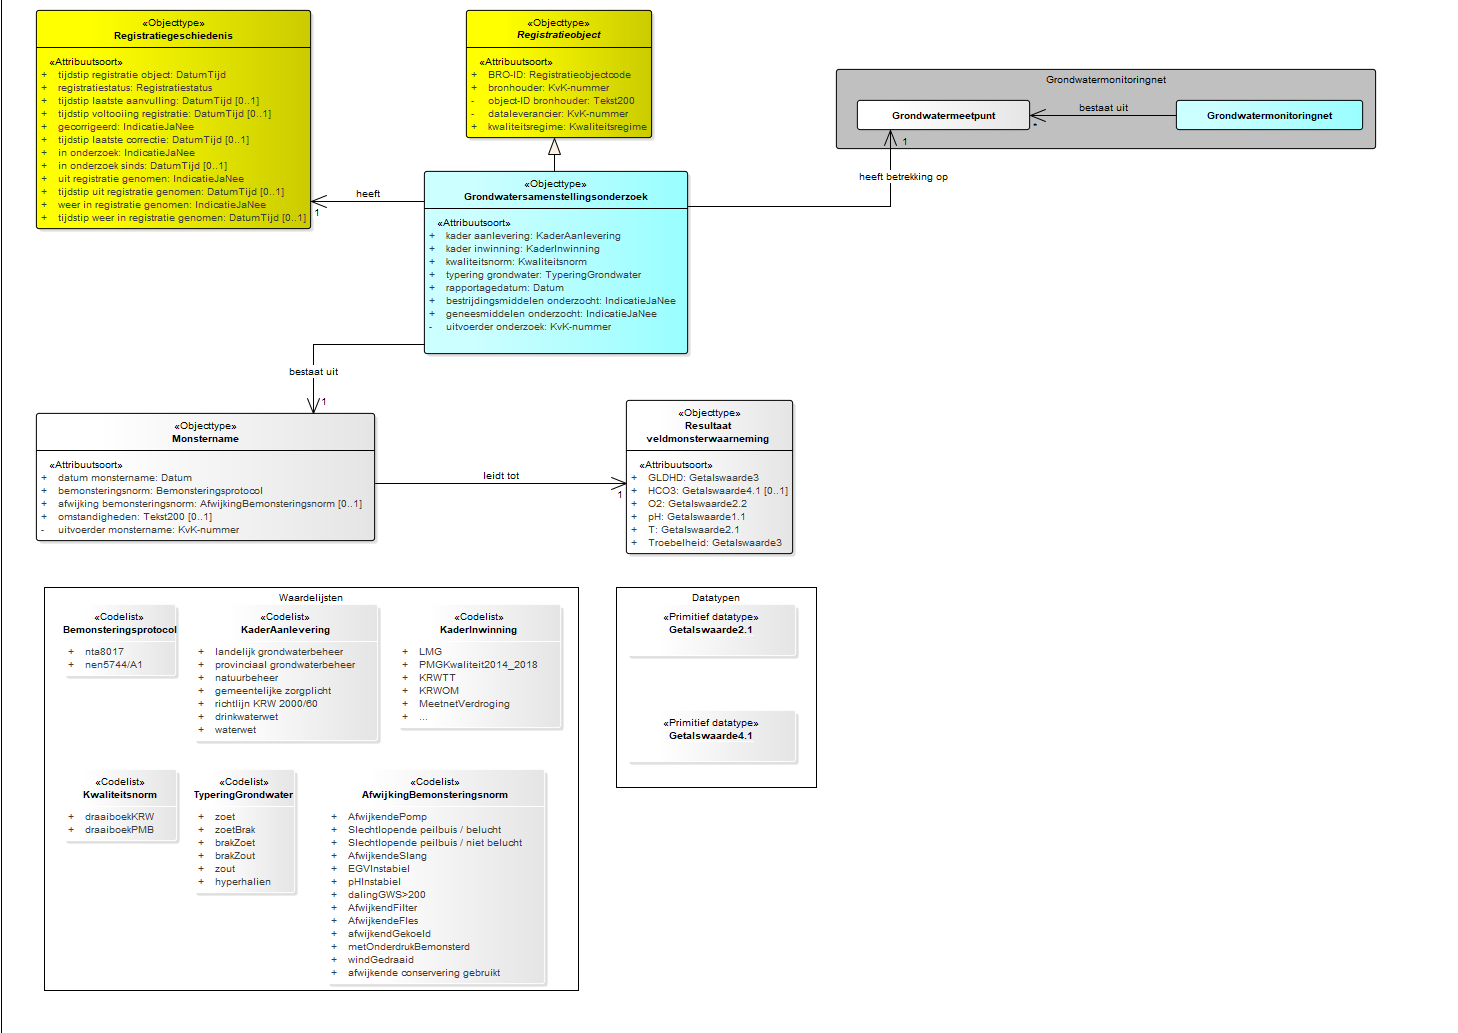 «Objecttype»
Registratiegeschiedenis
«Attribuutsoort»
+ tijdstip registratie object: DatumTijd
+ registratiestatus: Registratiestatus
+ tijdstip laatste aanvulling: DatumTijd [0..1]
+ tijdstip voltooiing registratie: DatumTijd [0..1]
+ gecorrigeerd: IndicatieJaNee
+ tijdstip laatste correctie: DatumTijd [0..1]
+ in onderzoek: IndicatieJaNee
+ in onderzoek sinds: DatumTijd [0..1]
+ uit registratie genomen: IndicatieJaNee
+ tijdstip uit registratie genomen: DatumTijd [0..1]
+ weer in registratie genomen: IndicatieJaNee
+ tijdstip weer in registratie genomen: DatumTijd [0..1]
«Objecttype»
Registratieobject
«Attribuutsoort»
+ BRO-ID: Registratieobjectcode
+ bronhouder: KvK-nummer
- object-ID bronhouder: Tekst200
- dataleverancier: KvK-nummer
+ kwaliteitsregime: Kwaliteitsregime
Grondwatermonitoringnet
Grondwatermeetpunt
bestaat uit
*
Grondwatermonitoringnet
1
heeft betrekking op
heeft
1
«Objecttype»
Grondwatersamenstellingsonderzoek
«Attribuutsoort»
+ kader aanlevering: KaderAanlevering
+ kader inwinning: KaderInwinning
+ kwaliteitsnorm: Kwaliteitsnorm
+ typering grondwater: TyperingGrondwater
+ rapportagedatum: Datum
+ bestrijdingsmiddelen onderzocht: IndicatieJaNee
+ geneesmiddelen onderzocht: IndicatieJaNee
- uitvoerder onderzoek: KvK-nummer
bestaat uit
1
«Objecttype»
Monstername
«Attribuutsoort»
+ datum monstername: Datum
+ bemonsteringsnorm: Bemonsteringsprotocol
+ afwijking bemonsteringsnorm: AfwijkingBemonsteringsnorm [0..1]
+ omstandigheden: Tekst200 [0..1]
- uitvoerder monstername: KvK-nummer
leidt tot
1
«Objecttype»
Resultaat
veldmonsterwaarneming
«Attribuutsoort»
+ GLDHD: Getalswaarde3
+ HCO3: Getalswaarde4.1 [0..1]
+ O2: Getalswaarde2.2
+ pH: Getalswaarde1.1
+ T: Getalswaarde2.1
+ Troebelheid: Getalswaarde3
Waardelijsten
«Codelist»
Bemonsteringsprotocol
+ nta8017
+ nen5744/A1
«Codelist»
KaderAanlevering
+ landelijk grondwaterbeheer
+ provinciaal grondwaterbeheer
+ natuurbeheer
+ gemeentelijke zorgplicht
+ richtlijn KRW 2000/60
+ drinkwaterwet
+ waterwet
«Codelist»
KaderInwinning
+ LMG
+ PMGKwaliteit2014_2018
+ KRWTT
+ KRWOM
+ MeetnetVerdroging
+ ...
«Codelist»
Kwaliteitsnorm
+ draaiboekKRW
+ draaiboekPMB
«Codelist»
TyperingGrondwater
+ zoet
+ zoetBrak
+ brakZoet
+ brakZout
+ zout
+ hyperhalien
«Codelist»
AfwijkingBemonsteringsnorm
+ AfwijkendePomp
+ Slechtlopende peilbuis / belucht
+ Slechtlopende peilbuis / niet belucht
+ AfwijkendeSlang
+ EGVInstabiel
+ pHInstabiel
+ dalingGWS>200
+ AfwijkendFilter
+ AfwijkendeFles
+ afwijkendGekoeld
+ metOnderdrukBemonsterd
+ windGedraaid
+ afwijkende conservering gebruikt
Datatypen
«Primitief datatype»
Getalswaarde2.1
«Primitief datatype»
Getalswaarde4.1